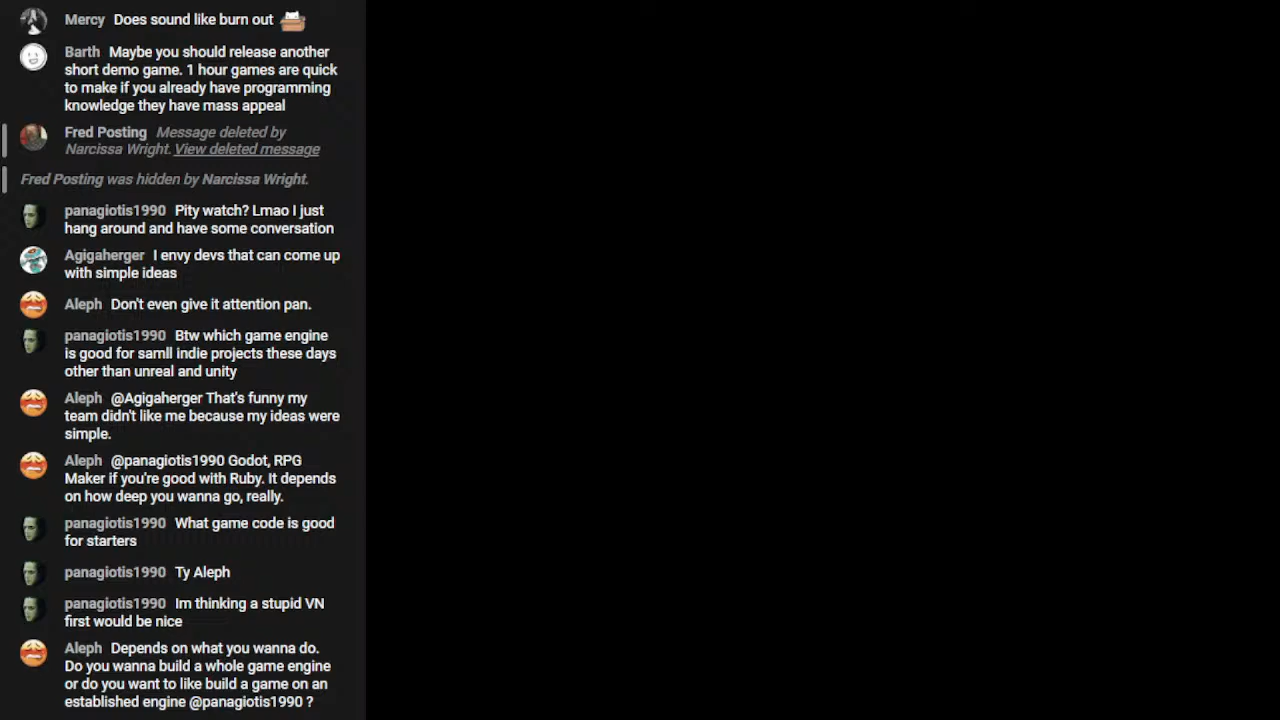 Mercy Does sound like burn out
Barth Maybe you should release another
short demo game. 1 hour games are quick
to make if you already have programming
knowledge they have mass appeal
Fred Posting Message deleted by
Narcissa Wright. View deleted message
Fred Posting was hidden by Narcissa Wright.
panagiotis1990 Pity watch? Lmao I just
hang around and have some conversation
Agigaherger I envy devs that can come up
with simple ideas
Aleph Don't even give it attention pan.
panagiotis1990 Btw which game engine
is good for samll indie projects these days
other than unreal and unity
Aleph @Agigaherger That's funny my
team didn't like me because my ideas were
simple.
Aleph @panagiotis1990 Godot, RPG
Maker if you're good with Ruby. It depends
on how deep you wanna go, really.
panagiotis1990 What game code is good
for starters
panagiotis1990 Ty Aleph
panagiotis1990 Im thinking a stupid VN
first would be nice
Aleph Depends on what you wanna do.
Do you wanna build a whole game engine
or do you want to like build a game on an
established engine @panagiotis1990 ?